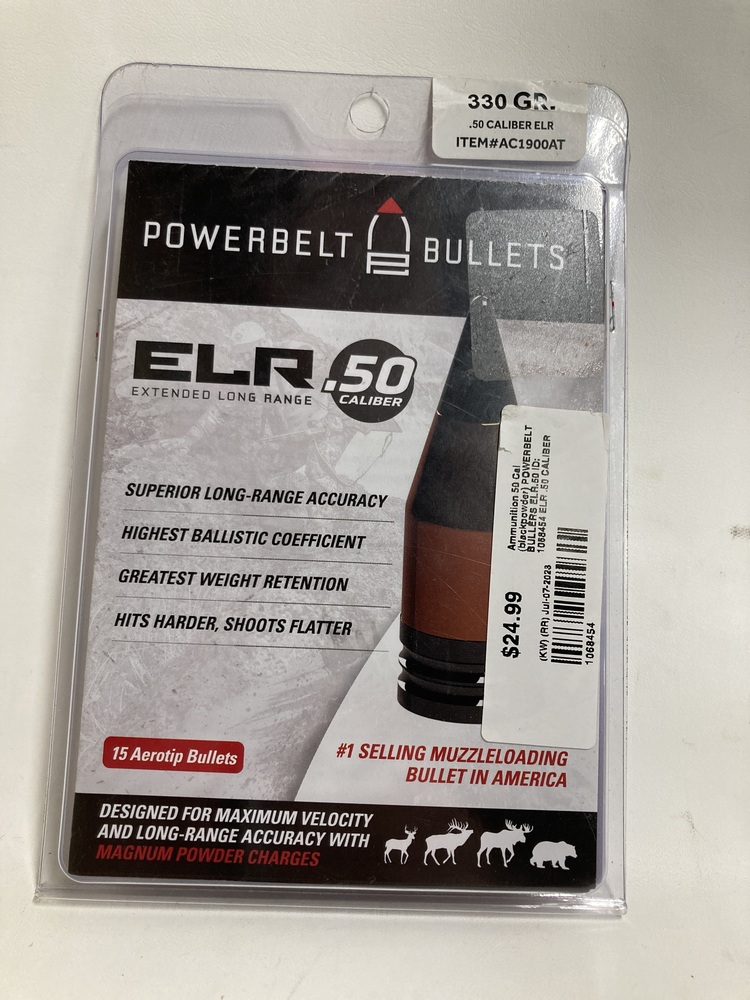 330 GR.
.50 CALIBER ELR
ITEM#AC1900AT
POWERBELT BULLETS
ELR .50
EXTENDED LONG RANGE CALIBER
SUPERIOR LONG-RANGE ACCURACY
HIGHEST BALLISTIC COEFFICIENT
GREATEST WEIGHT RETENTION
HITS HARDER, SHOOTS FLATTER
Ammunition 50 Cal
(blackpowder) POWERBELT
BULLERS ELR.50 ID:
1068454 ELR .50 CALIBER
$24.99
(KW) (RR) Jul-07-2023
1068454
15 Aerotip Bullets
#1 SELLING MUZZLELOADING
BULLET IN AMERICA
DESIGNED FOR MAXIMUM VELOCITY
AND LONG-RANGE ACCURACY WITH
MAGNUM POWDER CHARGES